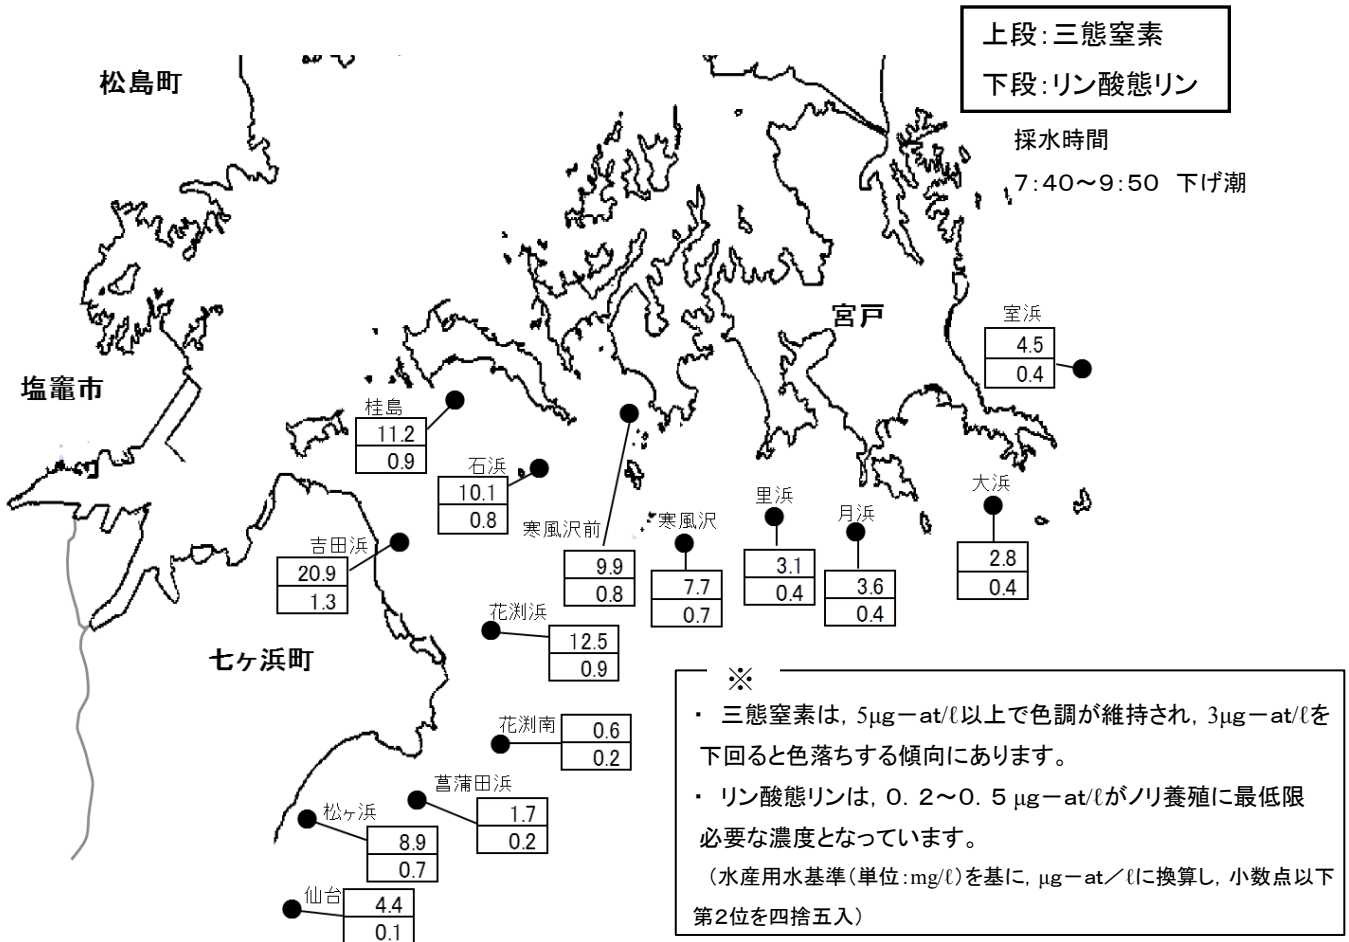 上段：三態窒素
下段：リン酸態リン
採水時間
７：４０～９：５０　下げ潮
松島町
宮戸
塩竈市
七ヶ浜町
室浜
4.5
0.4
桂島
11.2
0.9
石浜
10.1
0.8
寒風沢前
9.9
0.8
寒風沢
7.7
0.7
里浜
3.1
0.4
月浜
3.6
0.4
大浜
2.8
0.4
吉田浜
20.9
1.3
花渕浜
12.5
0.9
花渕南
0.6
0.2
菖蒲田浜
1.7
0.2
松ヶ浜
8.9
0.7
仙台
4.4
0.1
※
・　三態窒素は，5μg－at/ℓ以上で色調が維持され，3μg－at/ℓを
下回ると色落ちする傾向にあります。
・　リン酸態リンは，０．２～０．５μg－at/ℓがノリ養殖に最低限
必要な濃度となっています。
（水産用水基準（単位：mg/ℓ）を基に，μg－at／ℓに換算し，小数点以下
第２位を四捨五入）